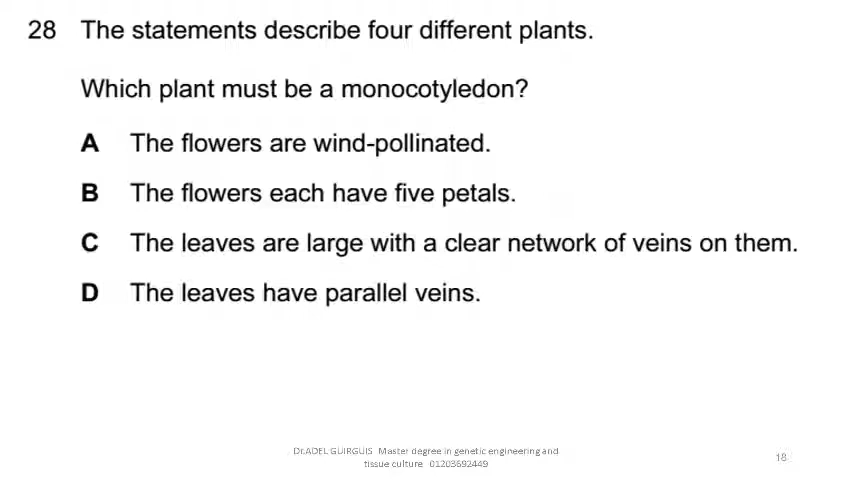 28 The statements describe four different plants.
Which plant must be a monocotyledon?
A The flowers are wind-pollinated.
B The flowers each have five petals.
C The leaves are large with a clear network of veins on them.
D The leaves have parallel veins.
Dr.ADEL GUIRGUIS Master degree in genetic engineering and
tissue culture 01203692449
18